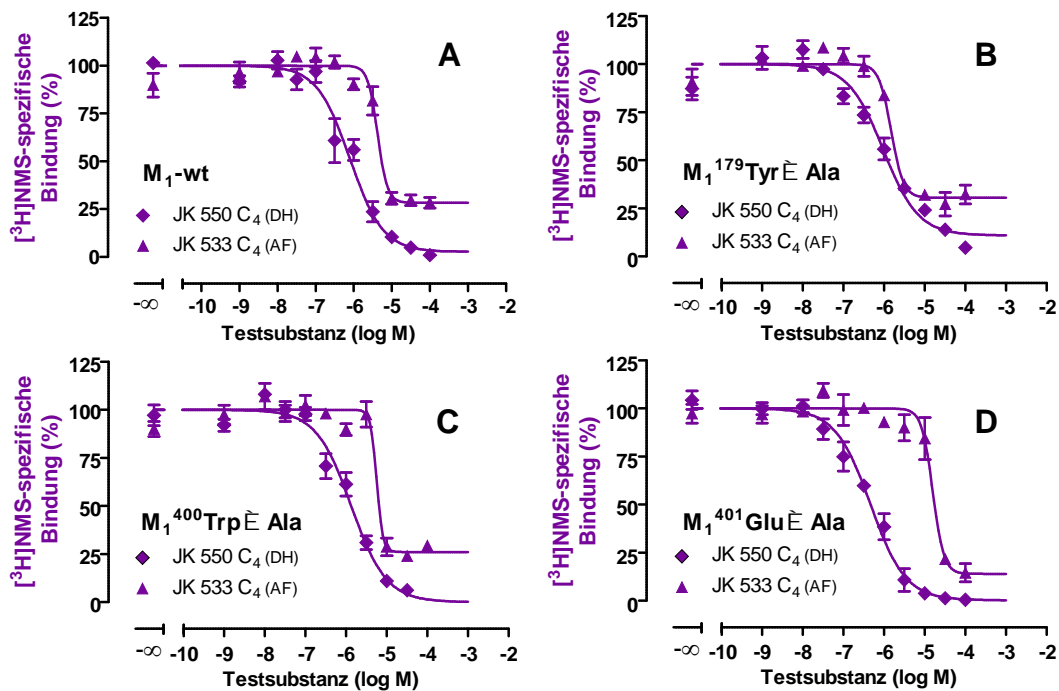 A
[³H]NMS-spezifische
Bindung (%)
125
100
75
50
25
0
M₁-wt
JK 550 C₄ (DH)
JK 533 C₄ (AF)
-∞ -10 -9 -8 -7 -6 -5 -4 -3 -2
Testsubstanz (log M)
B
[³H]NMS-spezifische
Bindung (%)
125
100
75
50
25
0
M₁¹⁷⁹Tyr È Ala
JK 550 C₄ (DH)
JK 533 C₄ (AF)
-∞ -10 -9 -8 -7 -6 -5 -4 -3 -2
Testsubstanz (log M)
C
[³H]NMS-spezifische
Bindung (%)
125
100
75
50
25
0
M₁⁴⁰⁰Trp È Ala
JK 550 C₄ (DH)
JK 533 C₄ (AF)
-∞ -10 -9 -8 -7 -6 -5 -4 -3 -2
Testsubstanz (log M)
D
[³H]NMS-spezifische
Bindung (%)
125
100
75
50
25
0
M₁⁴⁰¹Glu È Ala
JK 550 C₄ (DH)
JK 533 C₄ (AF)
-∞ -10 -9 -8 -7 -6 -5 -4 -3 -2
Testsubstanz (log M)